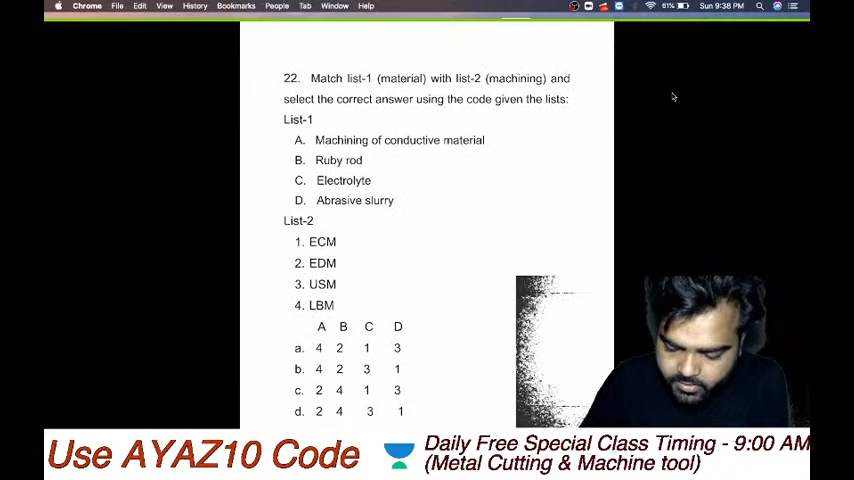 Chrome File Edit View History Bookmarks People Tab Window Help 61% Sun 9:38 PM
22. Match list-1 (material) with list-2 (machining) and
select the correct answer using the code given the lists:
List-1
A. Machining of conductive material
B. Ruby rod
C. Electrolyte
D. Abrasive slurry
List-2
1. ECM
2. EDM
3. USM
4. LBM
A B C D
a. 4 2 1 3
b. 4 2 3 1
c. 2 4 1 3
d. 2 4 3 1
Use AYAZ10 Code
Daily Free Special Class Timing - 9:00 AM
(Metal Cutting & Machine tool)